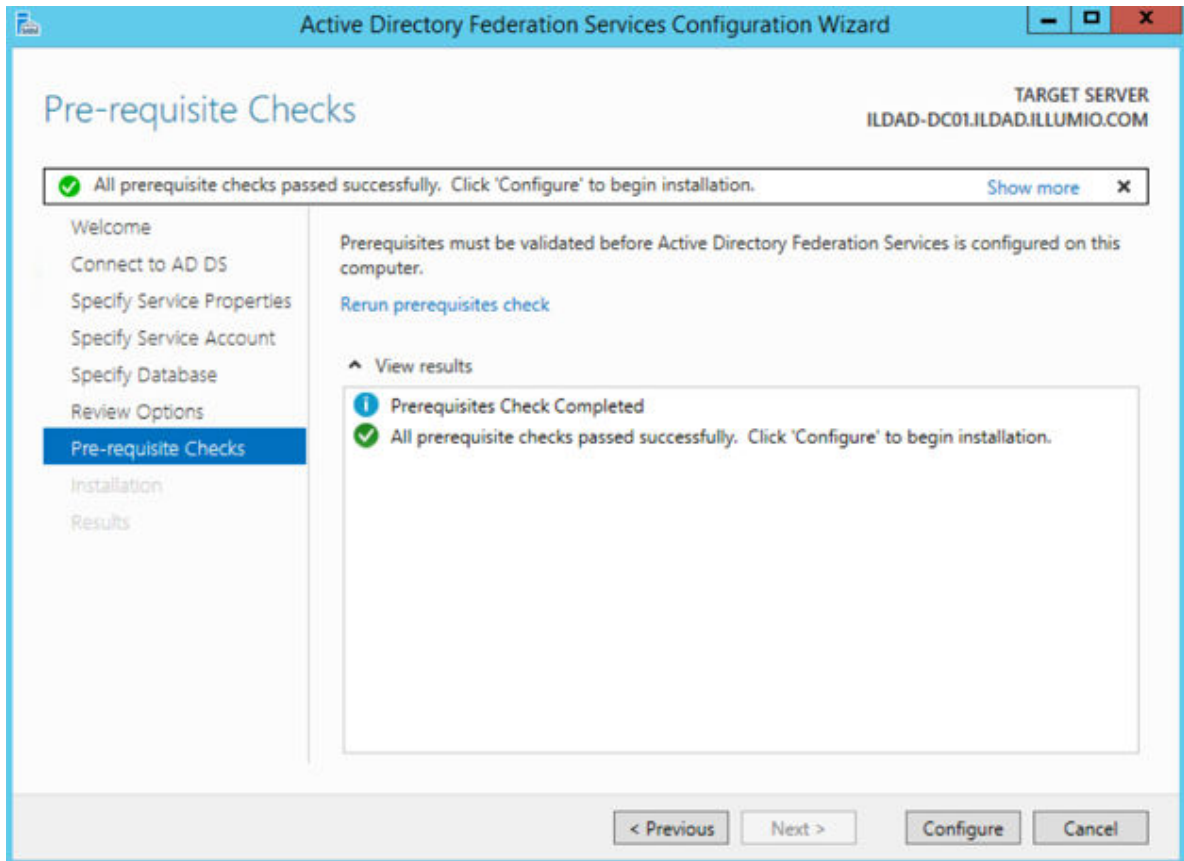 Active Directory Federation Services Configuration Wizard
Pre-requisite Checks
TARGET SERVER
ILDAD-DC01.ILDAD.ILLUMIO.COM
All prerequisite checks passed successfully. Click 'Configure' to begin installation.
Show more
Welcome
Connect to AD DS
Specify Service Properties
Specify Service Account
Specify Database
Review Options
Pre-requisite Checks
Installation
Results
Prerequisites must be validated before Active Directory Federation Services is configured on this
computer.
Rerun prerequisites check
View results
Prerequisites Check Completed
All prerequisite checks passed successfully. Click 'Configure' to begin installation.
< Previous
Next >
Configure
Cancel